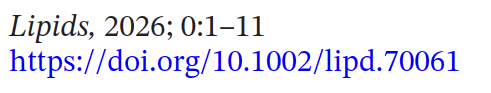 Lipids, 2026; 0:1–11
https://doi.org/10.1002/lipd.70061